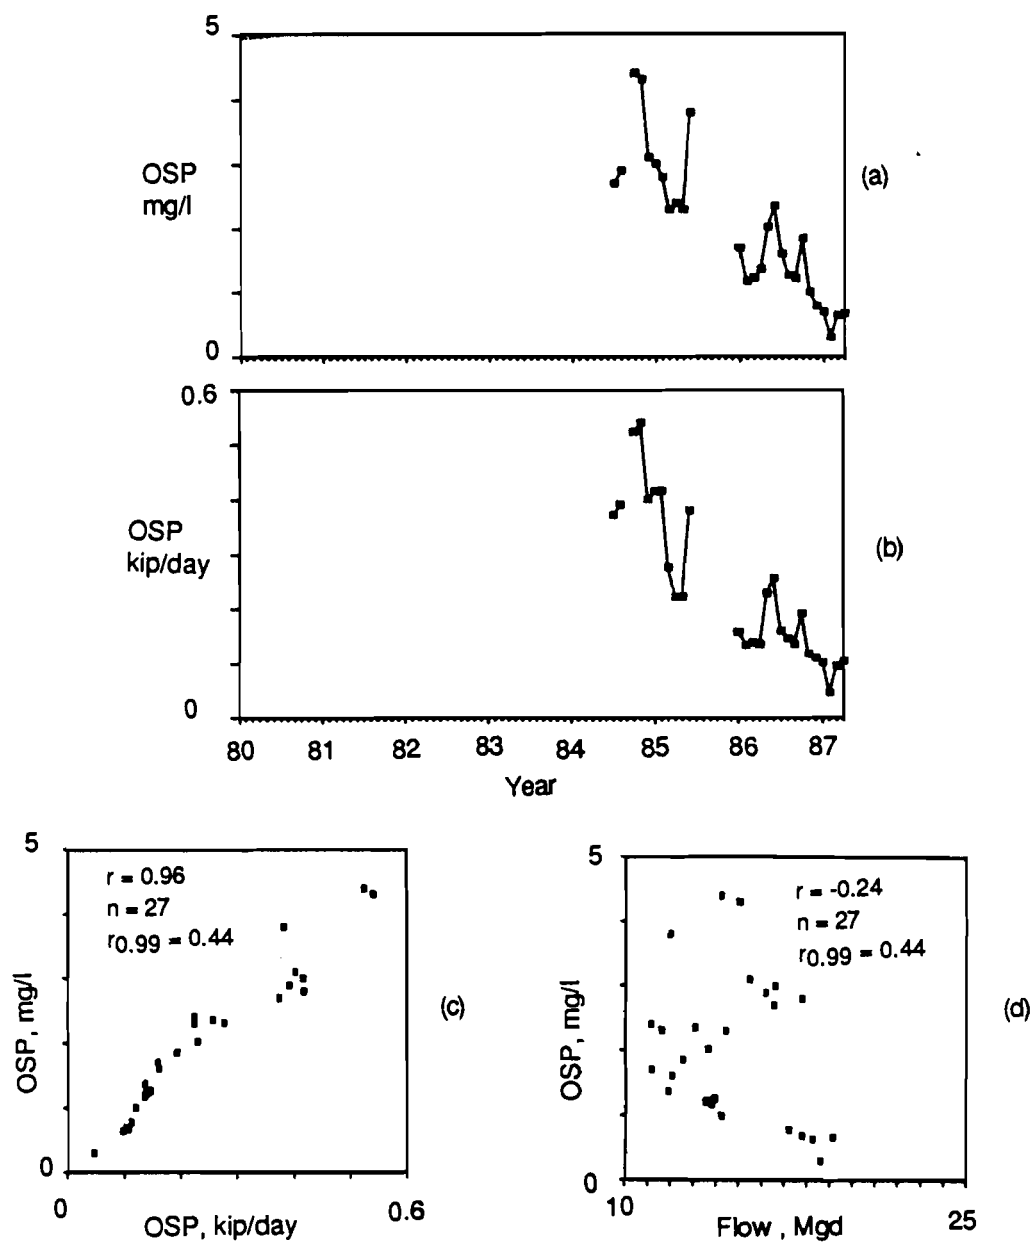 5
OSP
mg/l
(a)
0
0.6
OSP
kip/day
(b)
0
80 81 82 83 84 85 86 87
Year
5
r = 0.96
n = 27
r0.99 = 0.44
OSP, mg/l
(c)
0
0 0.6
OSP, kip/day
5
r = -0.24
n = 27
r0.99 = 0.44
OSP, mg/l
(d)
0
10 25
Flow , Mgd